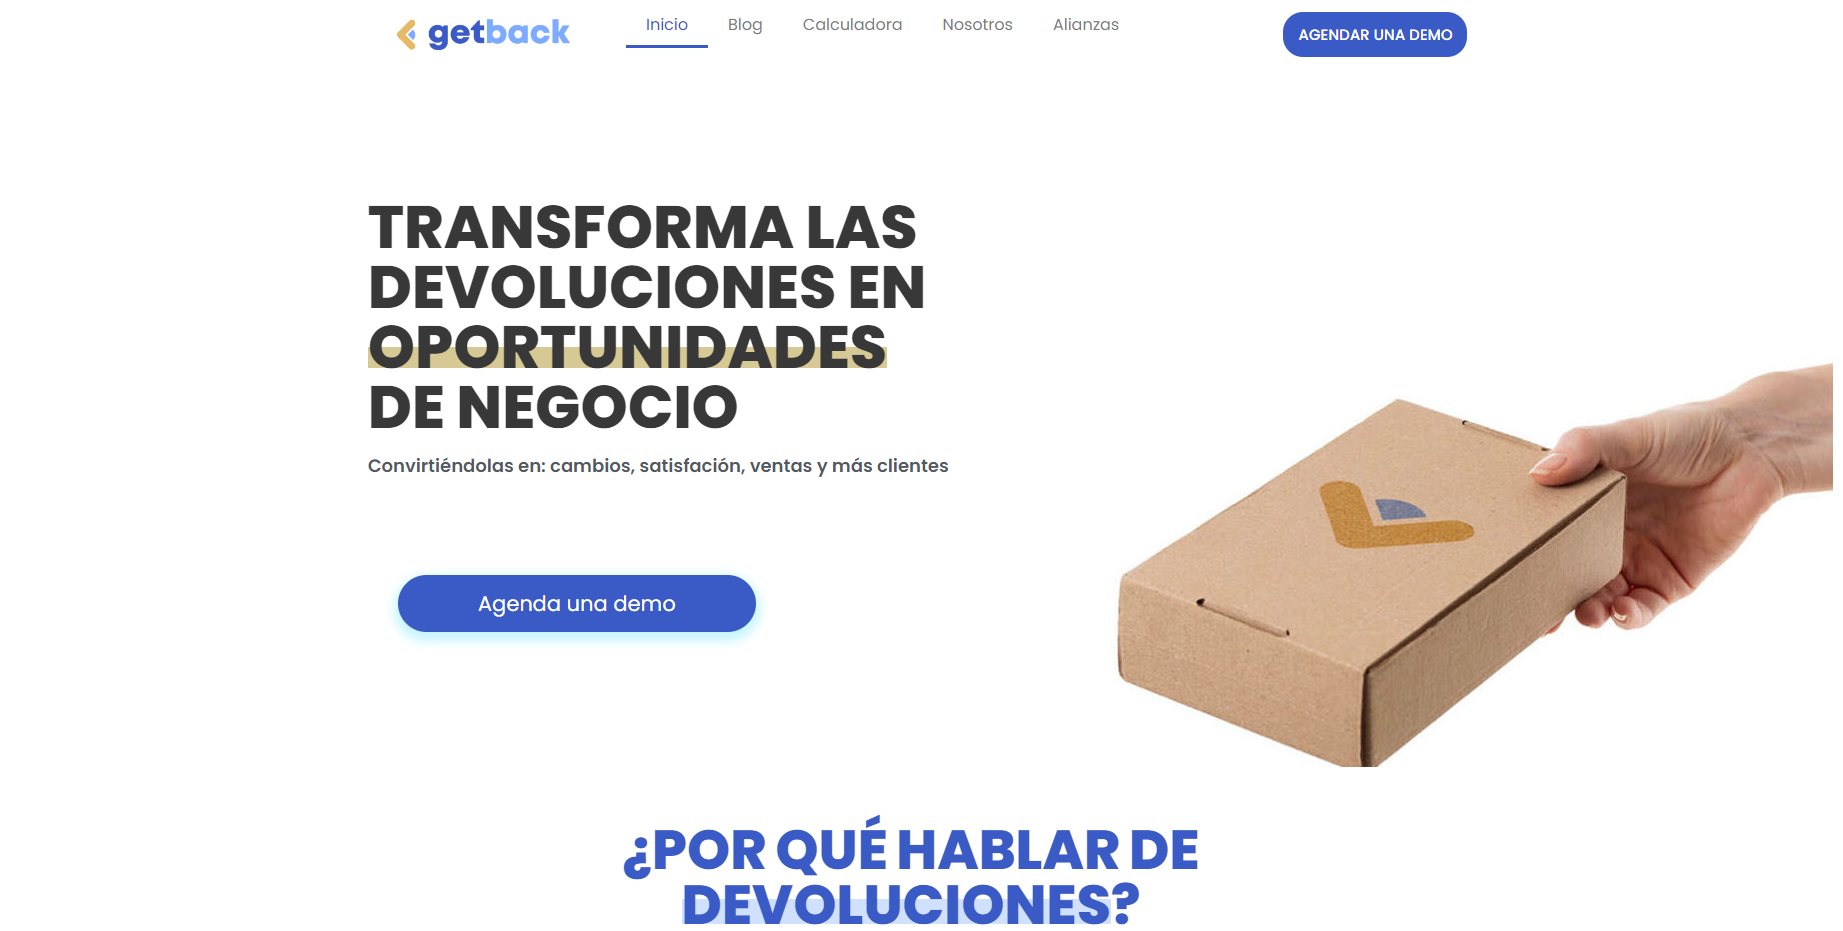 getback
Inicio
Blog
Calculadora
Nosotros
Alianzas
AGENDAR UNA DEMO
TRANSFORMA LAS
DEVOLUCIONES EN
OPORTUNIDADES
DE NEGOCIO
Convirtiéndolas en: cambios, satisfación, ventas y más clientes
Agenda una demo
¿POR QUÉ HABLAR DE
DEVOLUCIONES?